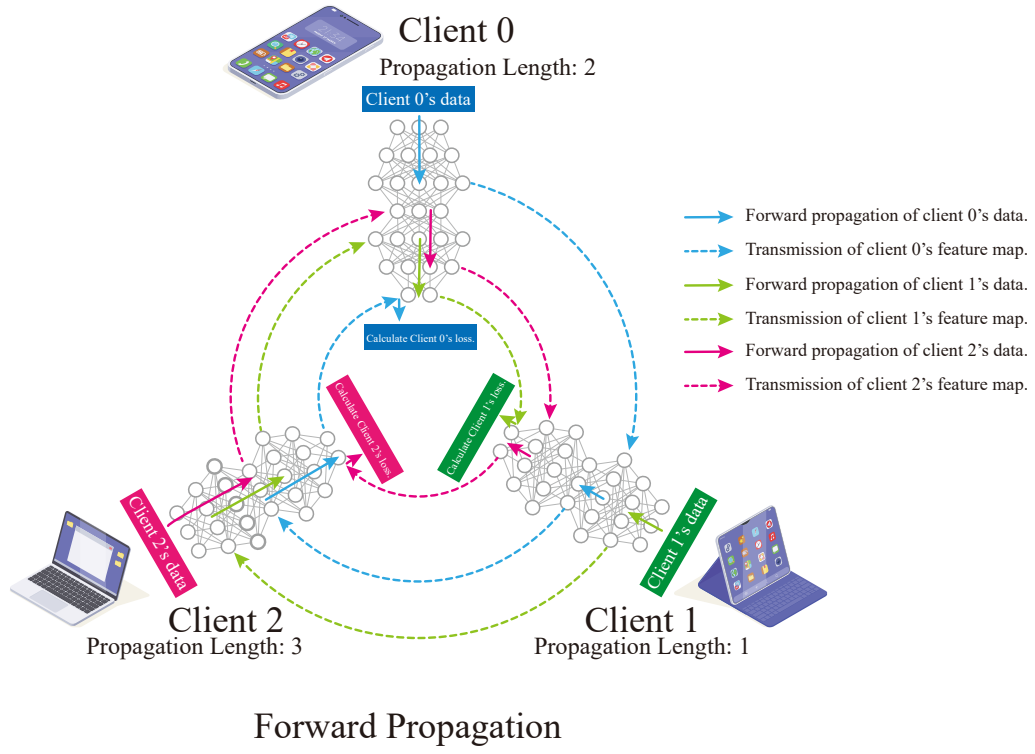 Client 0
Propagation Length: 2
Client 0's data
Forward propagation of client 0's data.
Transmission of client 0's feature map.
Forward propagation of client 1's data.
Transmission of client 1's feature map.
Forward propagation of client 2's data.
Transmission of client 2's feature map.
Calculate Client 0's loss.
Calculate Client 2's loss.
Calculate Client 1's loss.
Client 2's data
Client 1's data
Client 2
Propagation Length: 3
Client 1
Propagation Length: 1
Forward Propagation